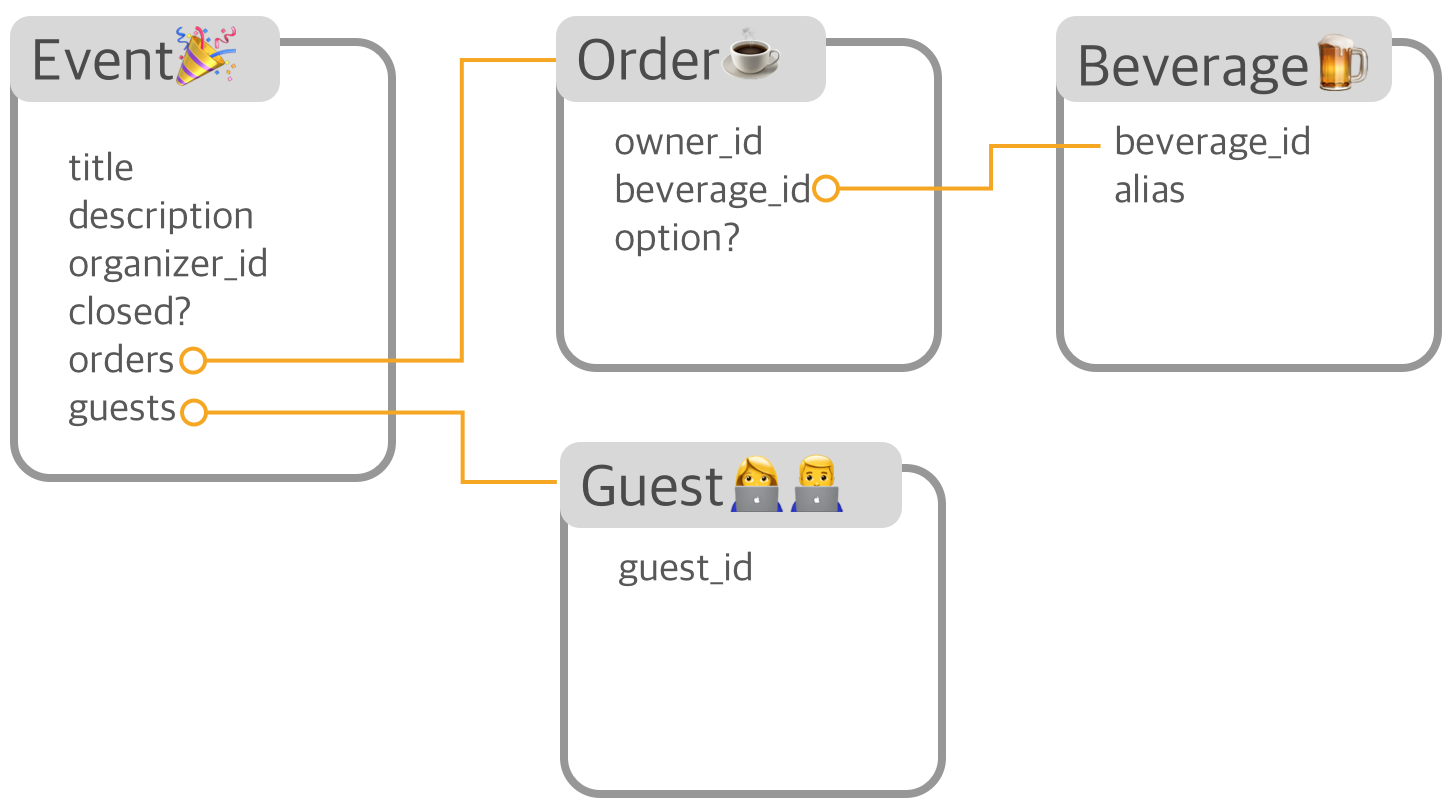 Event🎉
title
description
organizer_id
closed?
orders
guests
Order☕
owner_id
beverage_id
option?
Beverage🍺
beverage_id
alias
Guest👩‍💻👨‍💻
guest_id